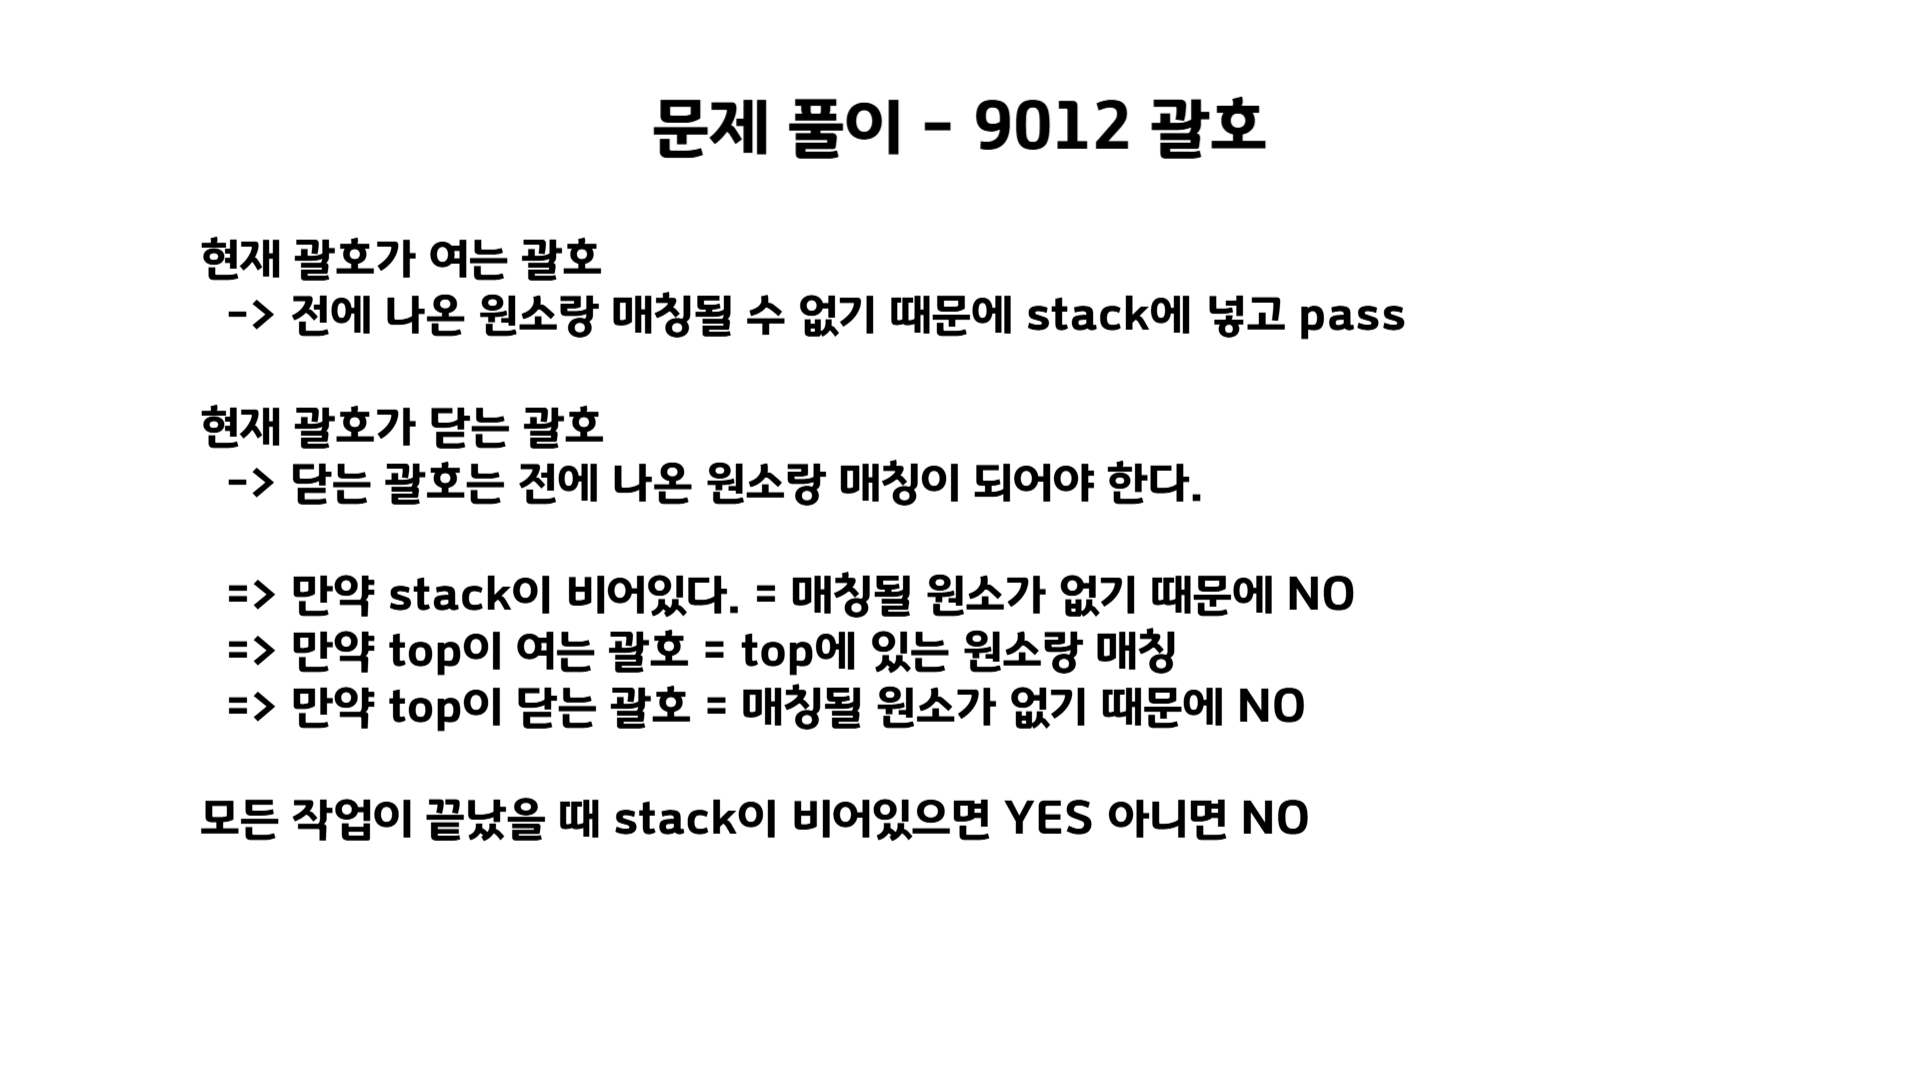 문제 풀이 - 9012 괄호
현재 괄호가 여는 괄호
-> 전에 나온 원소랑 매칭될 수 없기 때문에 stack에 넣고 pass
현재 괄호가 닫는 괄호
-> 닫는 괄호는 전에 나온 원소랑 매칭이 되어야 한다.
=> 만약 stack이 비어있다. = 매칭될 원소가 없기 때문에 NO
=> 만약 top이 여는 괄호 = top에 있는 원소랑 매칭
=> 만약 top이 닫는 괄호 = 매칭될 원소가 없기 때문에 NO
모든 작업이 끝났을 때 stack이 비어있으면 YES 아니면 NO